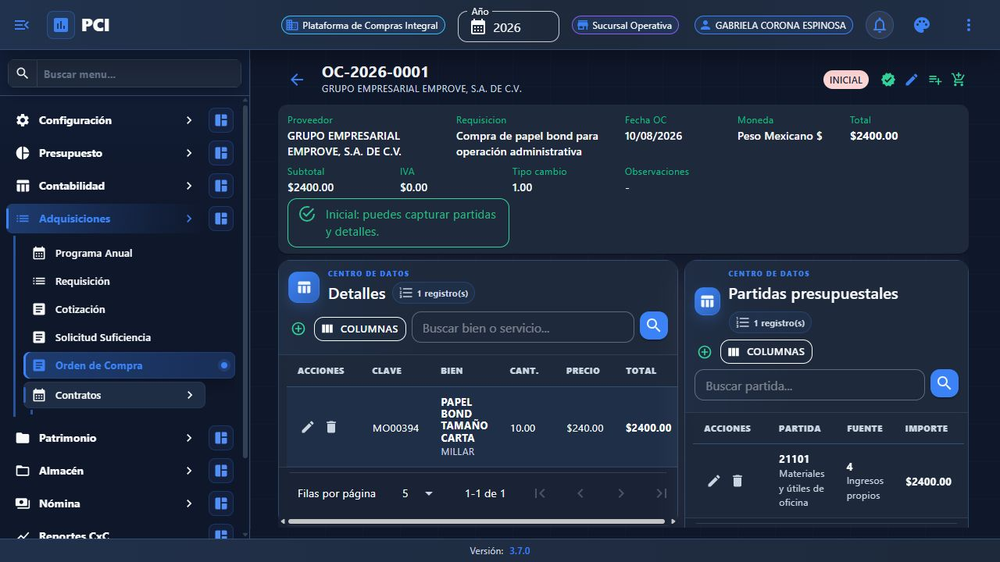 PCI
Plataforma de Compras Integral
Año
2026
Sucursal Operativa
GABRIELA CORONA ESPINOSA
Buscar menu...
Configuración
Presupuesto
Contabilidad
Adquisiciones
Programa Anual
Requisición
Cotización
Solicitud Suficiencia
Orden de Compra
Contratos
Patrimonio
Almacén
Nómina
Reportes CxC
OC-2026-0001
GRUPO EMPRESARIAL EMPROVE, S.A. DE C.V.
INICIAL
Proveedor
GRUPO EMPRESARIAL
EMPROVE, S.A. DE C.V.
Requisicion
Compra de papel bond para
operación administrativa
Fecha OC
10/08/2026
Moneda
Peso Mexicano $
Total
$2400.00
Subtotal
$2400.00
IVA
$0.00
Tipo cambio
1.00
Observaciones
-
Inicial: puedes capturar partidas
y detalles.
CENTRO DE DATOS
Detalles
1 registro(s)
COLUMNAS
Buscar bien o servicio...
ACCIONES CLAVE BIEN CANT. PRECIO TOTAL
MO00394
PAPEL
BOND
TAMAÑO
CARTA
MILLAR
10.00
$240.00
$2400.00
Filas por página 5 1-1 de 1
CENTRO DE DATOS
Partidas presupuestales
1 registro(s)
COLUMNAS
Buscar partida...
ACCIONES PARTIDA FUENTE IMPORTE
21101
Materiales
y útiles de
oficina
4
Ingresos
propios
$2400.00
Versión: 3.7.0